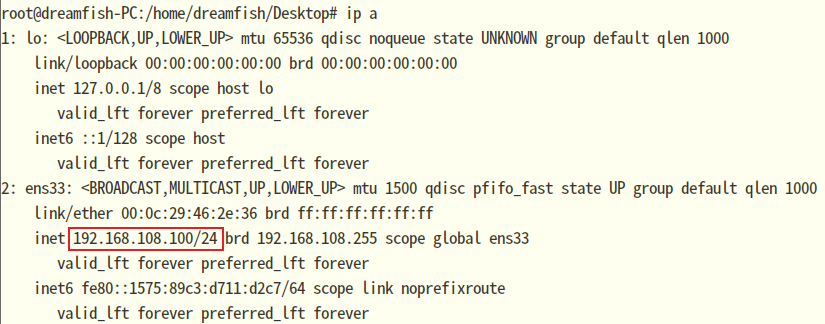 root@dreamfish-PC:/home/dreamfish/Desktop# ip a
1: lo: <LOOPBACK,UP,LOWER_UP> mtu 65536 qdisc noqueue state UNKNOWN group default qlen 1000
    link/loopback 00:00:00:00:00:00 brd 00:00:00:00:00:00
    inet 127.0.0.1/8 scope host lo
       valid_lft forever preferred_lft forever
    inet6 ::1/128 scope host
       valid_lft forever preferred_lft forever
2: ens33: <BROADCAST,MULTICAST,UP,LOWER_UP> mtu 1500 qdisc pfifo_fast state UP group default qlen 1000
    link/ether 00:0c:29:46:2e:36 brd ff:ff:ff:ff:ff:ff
    inet 192.168.108.100/24 brd 192.168.108.255 scope global ens33
       valid_lft forever preferred_lft forever
    inet6 fe80::1575:89c3:d711:d2c7/64 scope link noprefixroute
       valid_lft forever preferred_lft forever